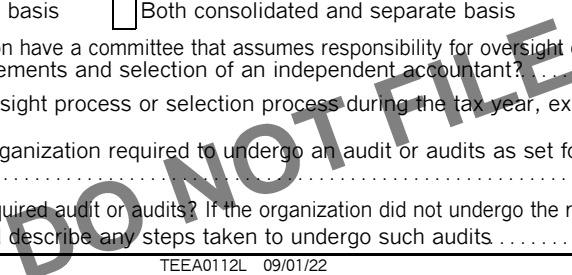 basis Both consolidated and separate basis
on have a committee that assumes responsibility for oversight
ements and selection of an independent accountant?....
sight process or selection process during the tax year, ex
ganization required to undergo an audit or audits as set fo
quired audit or audits? If the organization did not undergo the r
describe any steps taken to undergo such audits.......
TEEA0112L 09/01/22
DO NOT FILE